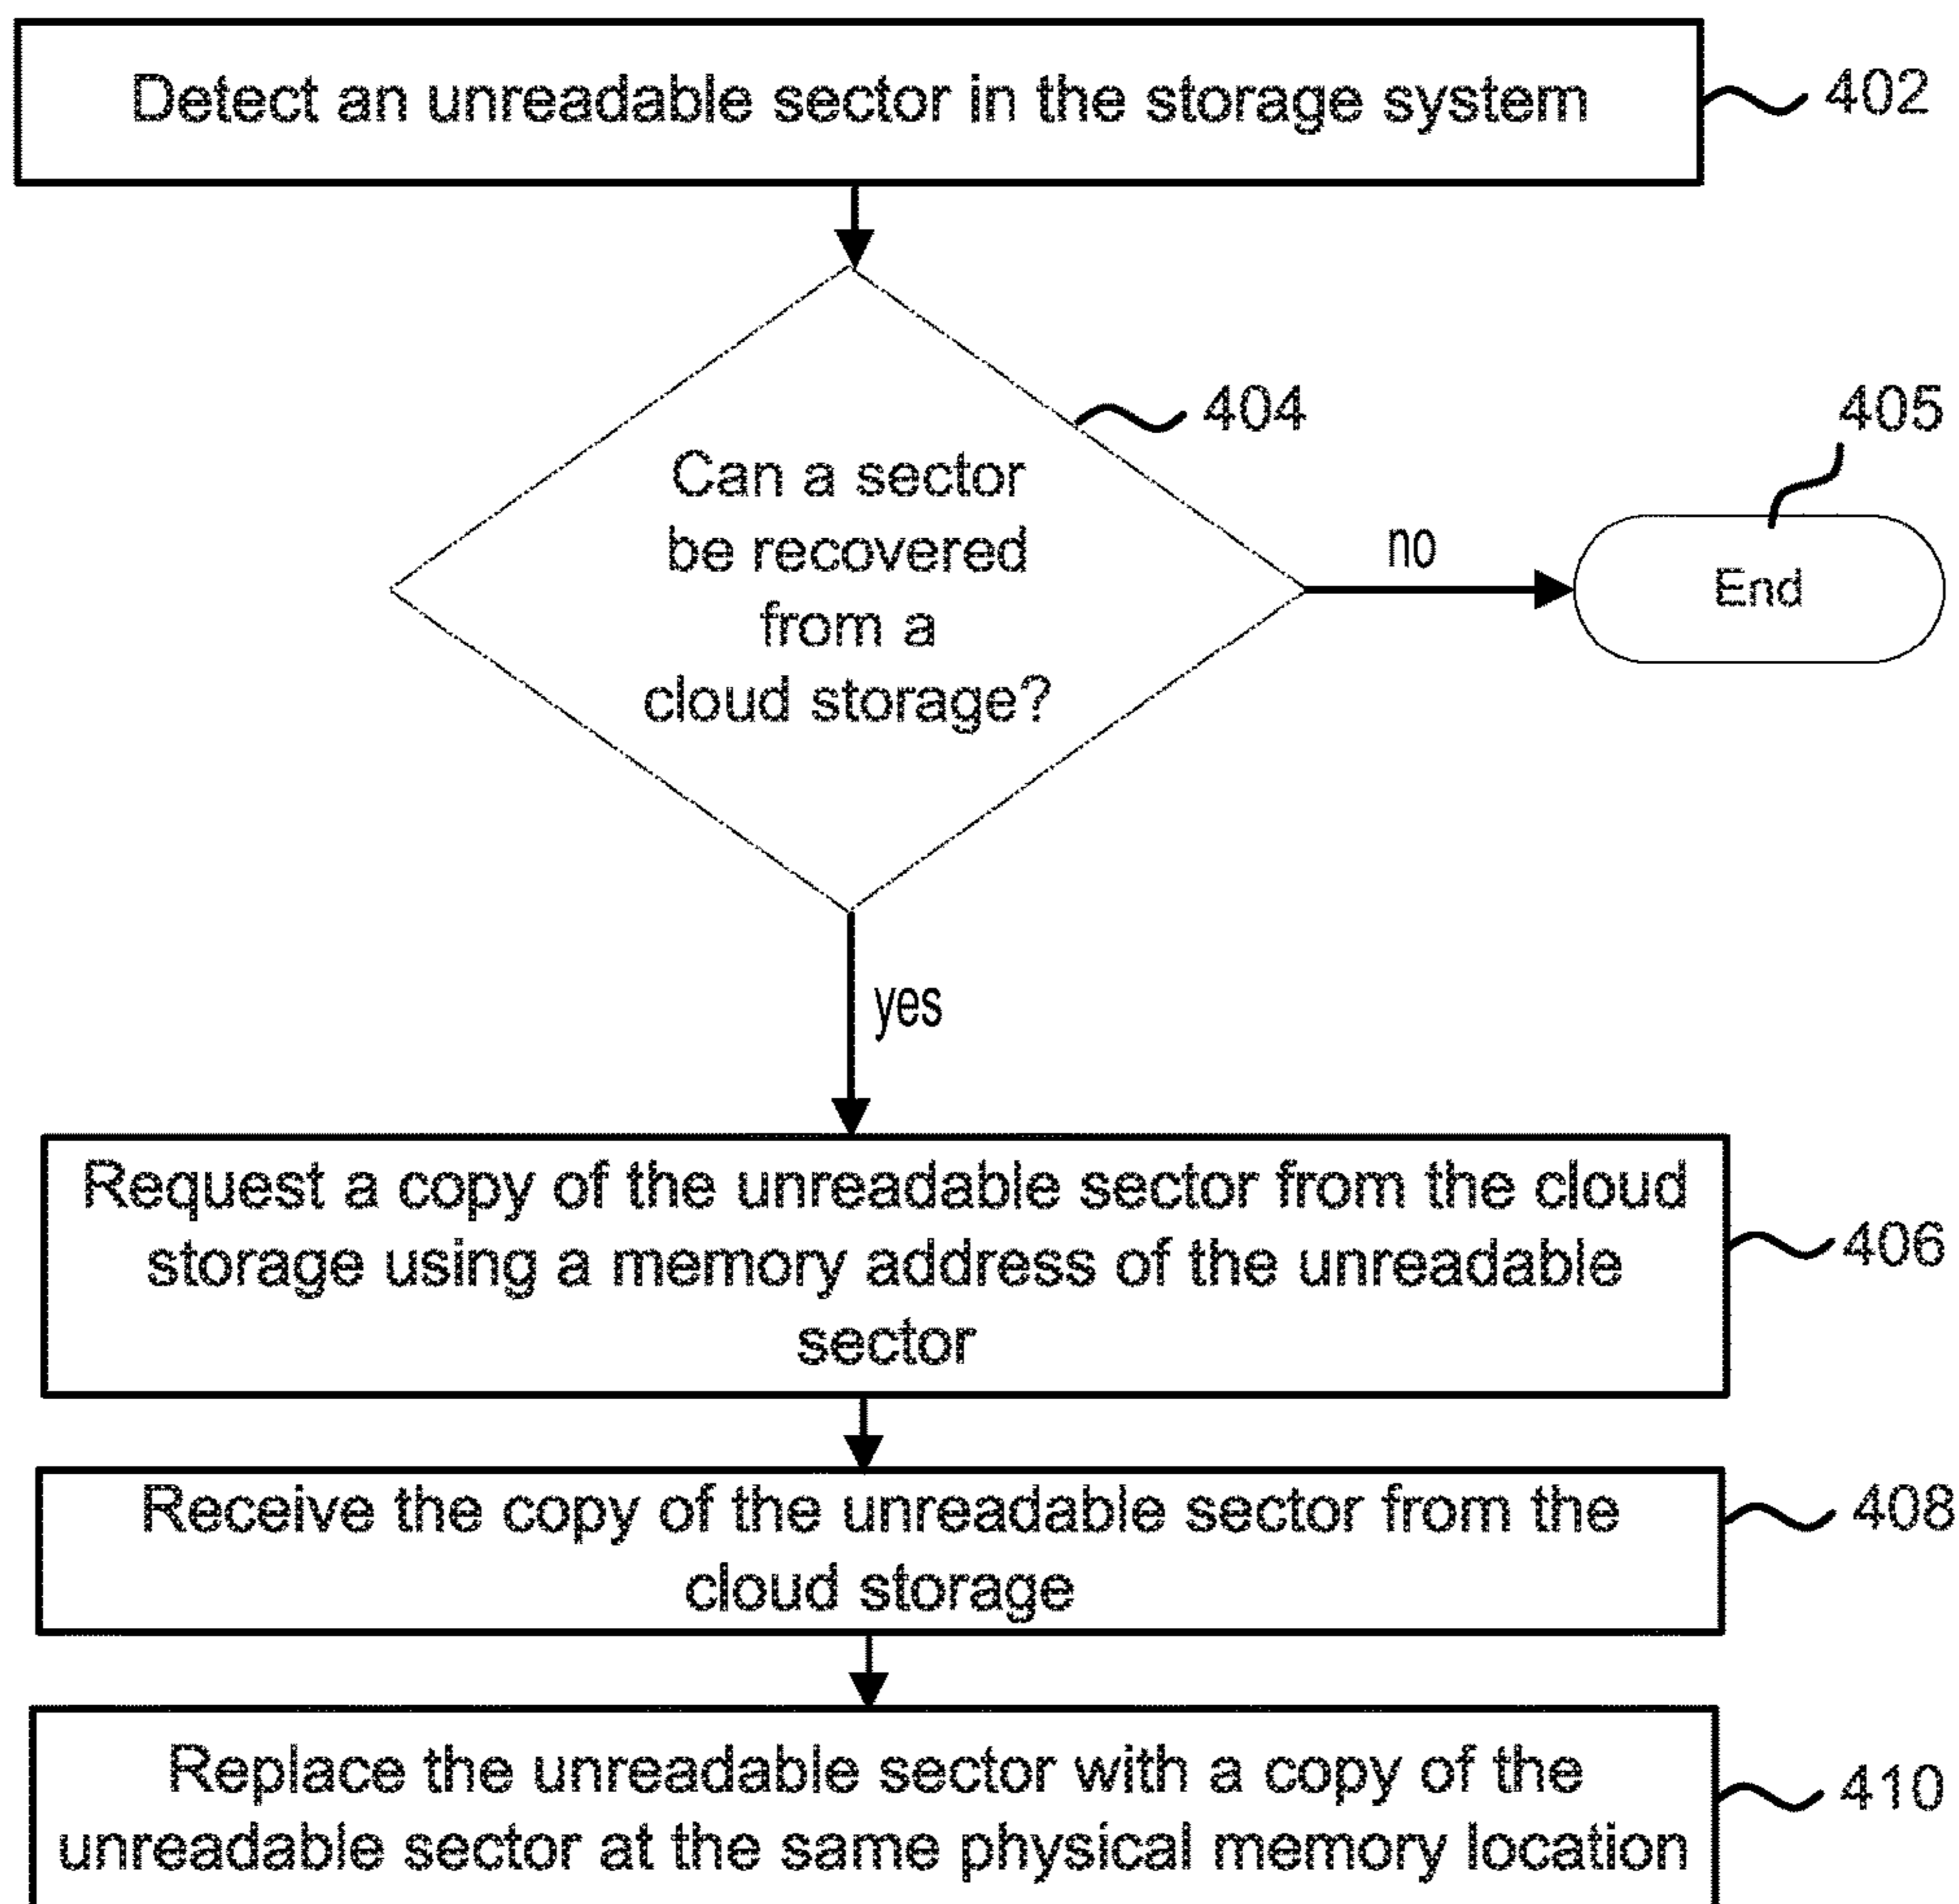 Detect an unreadable sector in the storage system
402
404
405
Can a sector
be recovered
from a
cloud storage?
no
End
yes
Request a copy of the unreadable sector from the cloud
storage using a memory address of the unreadable
sector
406
Receive the copy of the unreadable sector from the
cloud storage
408
Replace the unreadable sector with a copy of the
unreadable sector at the same physical memory location
410